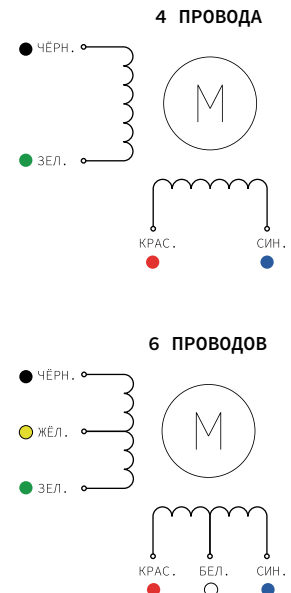 4 ПРОВОДА
ЧЁРН.
M
ЗЕЛ.
КРАС. СИН.
6 ПРОВОДОВ
ЧЁРН.
ЖЁЛ.
M
ЗЕЛ.
КРАС. БЕЛ. СИН.